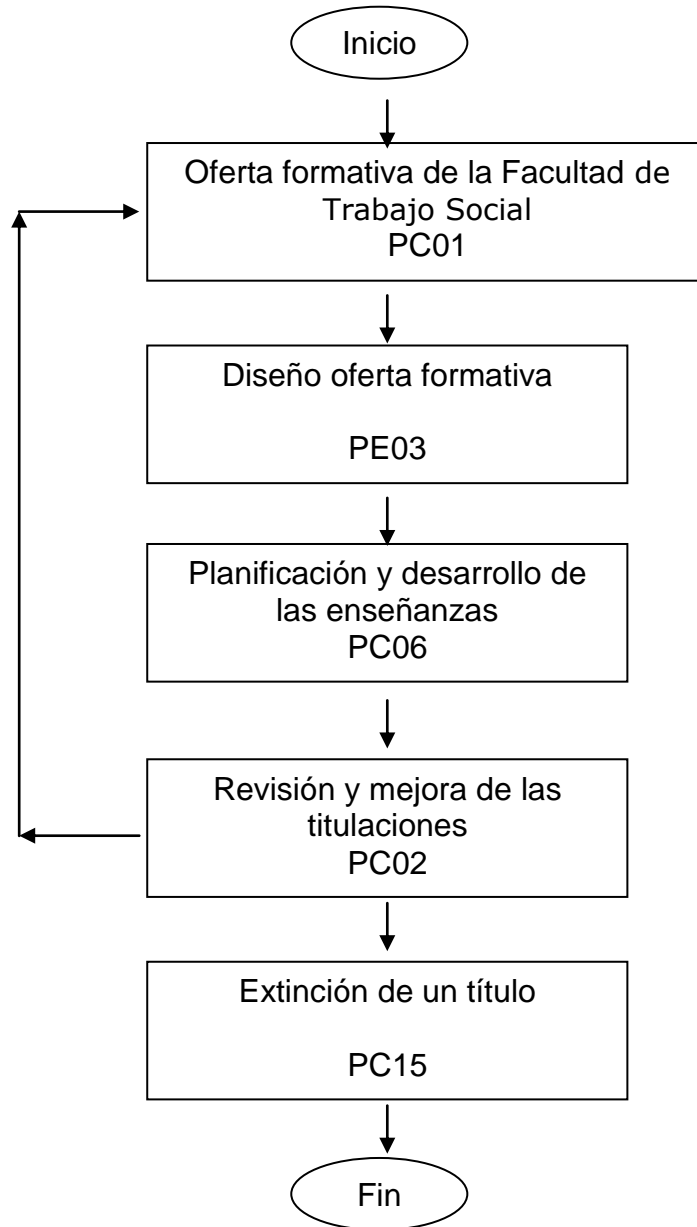 Inicio
Oferta formativa de la Facultad de
Trabajo Social
PC01
Diseño oferta formativa
PE03
Planificación y desarrollo de
las enseñanzas
PC06
Revisión y mejora de las
titulaciones
PC02
Extinción de un título
PC15
Fin